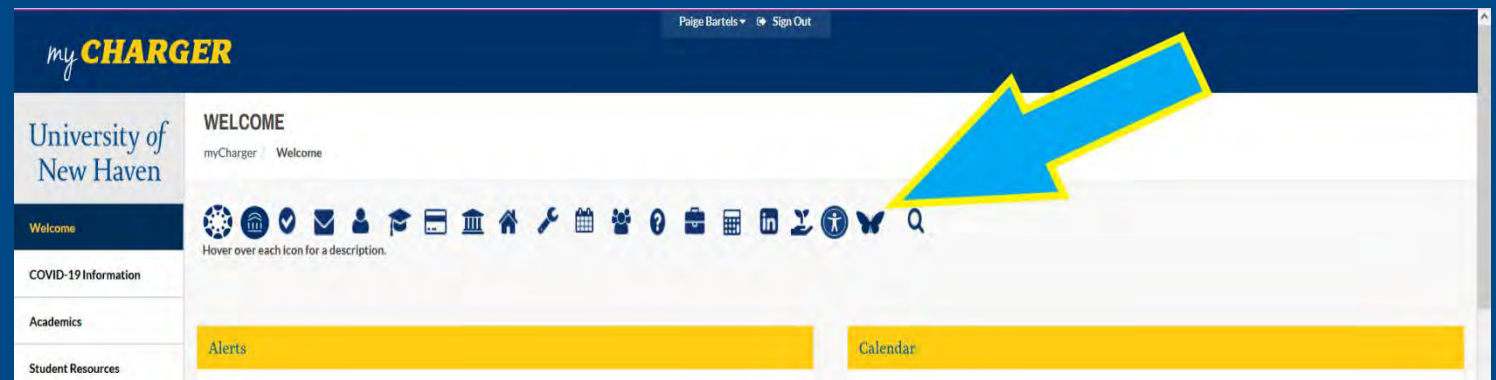 Paige Bartels Sign Out
my CHARGER
University of
New Haven
WELCOME
myCharger / Welcome
Hover over each icon for a description.
Welcome
COVID-19 Information
Academics
Student Resources
Alerts
Calendar